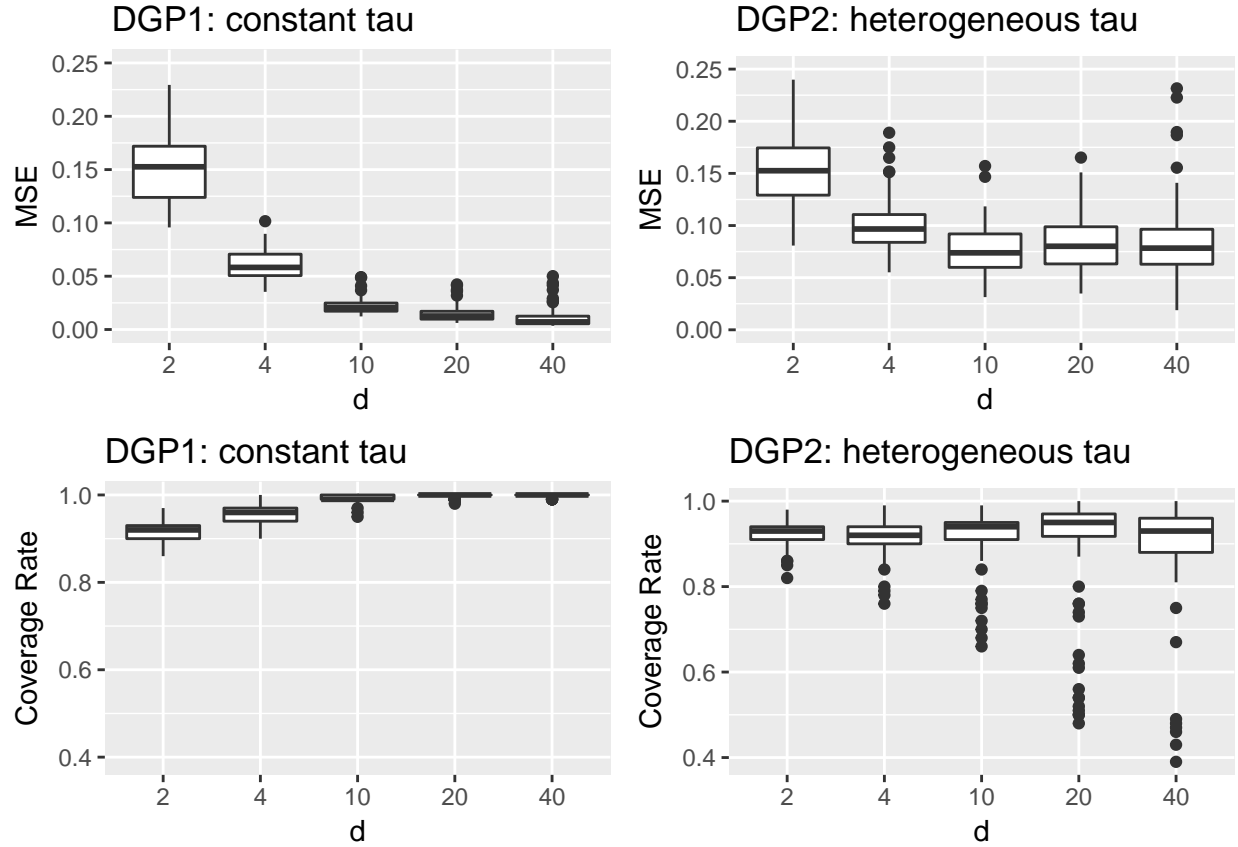 DGP1: constant tau
MSE
0.25
0.20
0.15
0.10
0.05
0.00
2 4 10 20 40
d
DGP2: heterogeneous tau
MSE
0.25
0.20
0.15
0.10
0.05
0.00
2 4 10 20 40
d
DGP1: constant tau
Coverage Rate
1.0
0.8
0.6
0.4
2 4 10 20 40
d
DGP2: heterogeneous tau
Coverage Rate
1.0
0.8
0.6
0.4
2 4 10 20 40
d